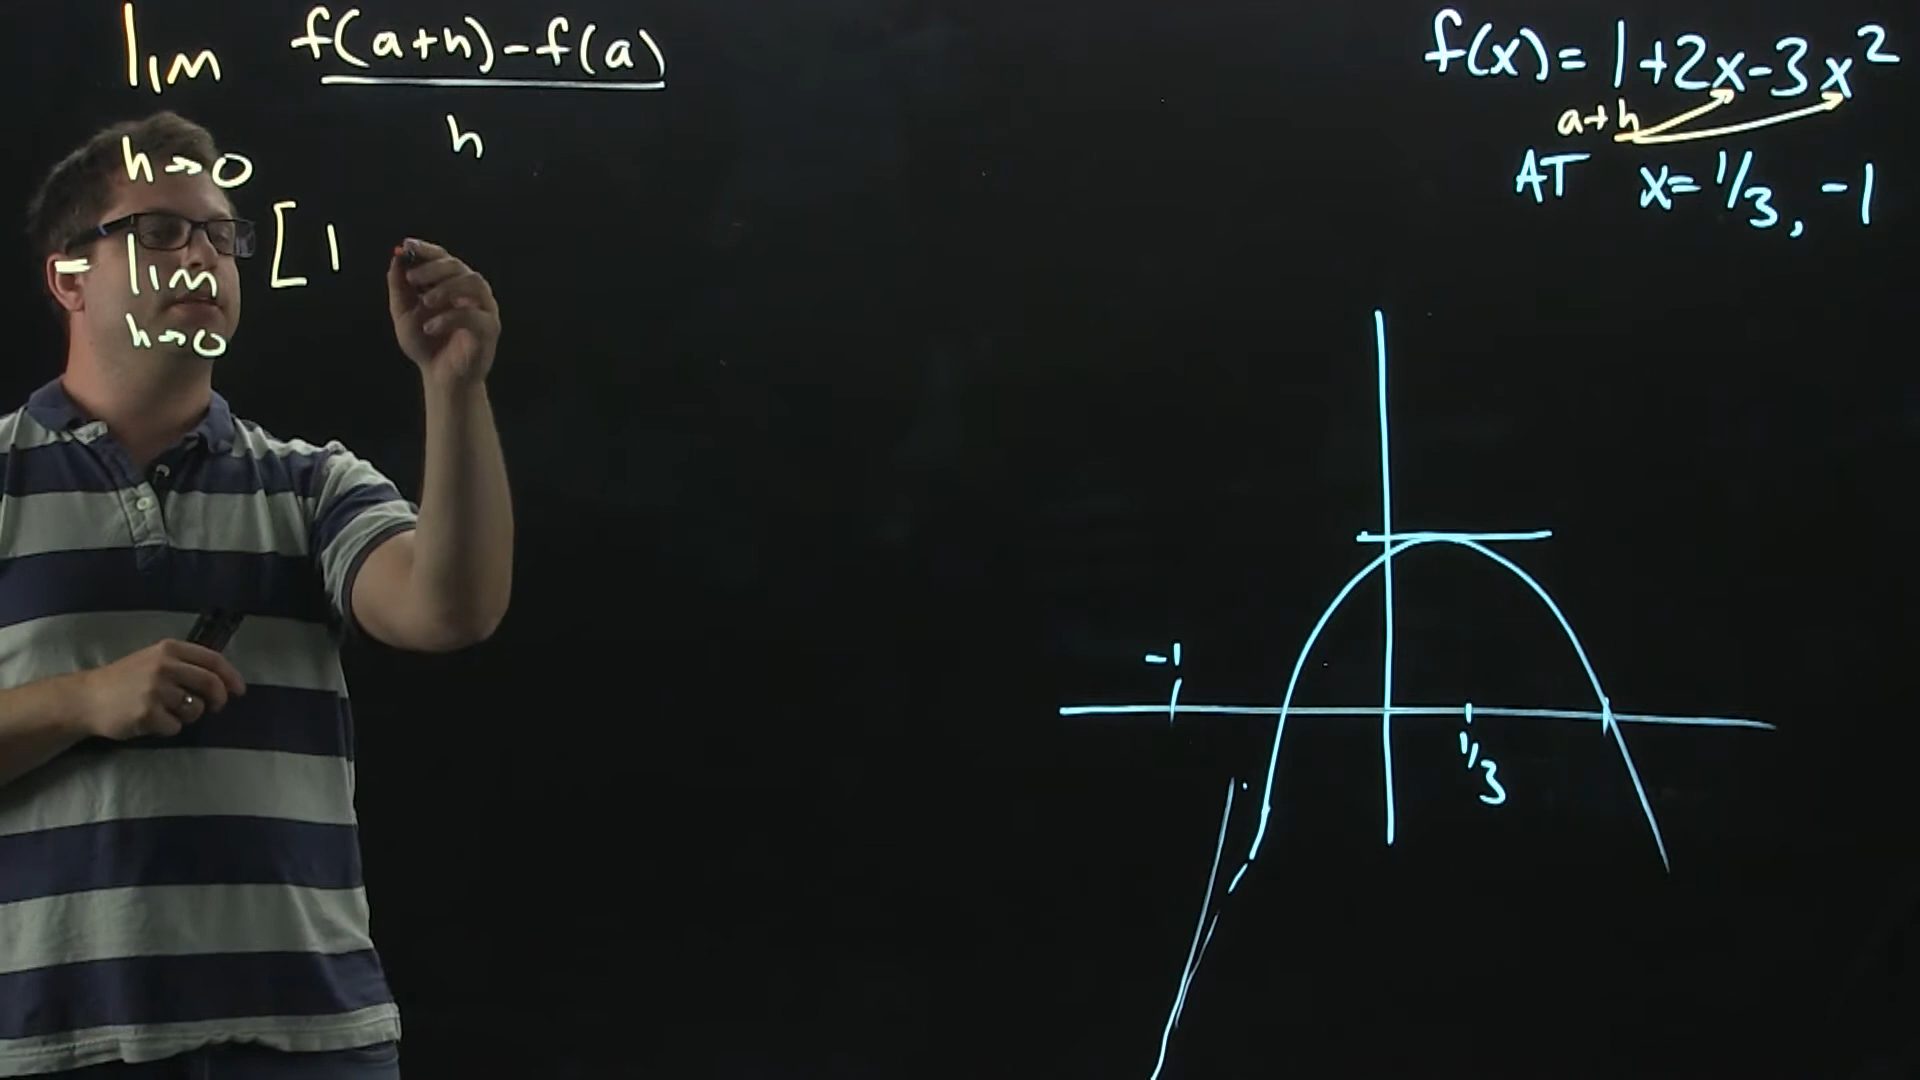 lim f(a+h)-f(a)
h
h→0
= lim [1
h→0
f(x)=1+2x-3x²
a+h
AT x=1/3, -1
-1
1/3